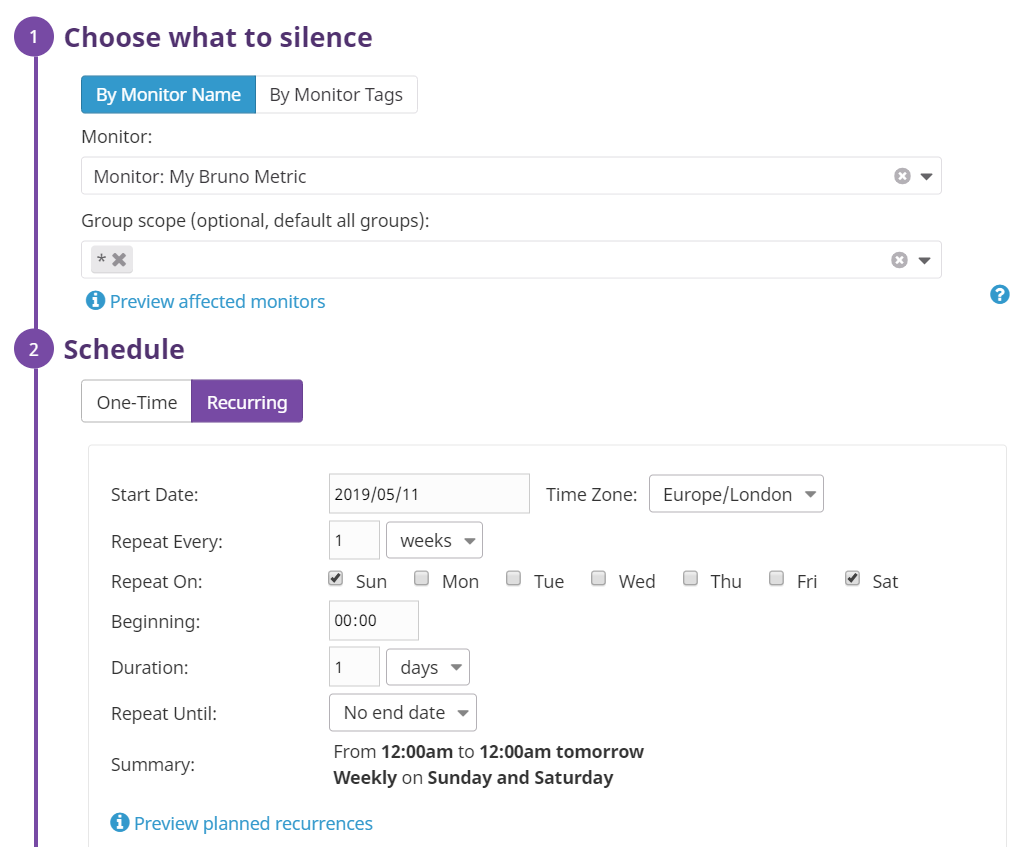 1 Choose what to silence
By Monitor Name By Monitor Tags
Monitor:
Monitor: My Bruno Metric
Group scope (optional, default all groups):
*
Preview affected monitors
2 Schedule
One-Time Recurring
Start Date: 2019/05/11 Time Zone: Europe/London
Repeat Every: 1 weeks
Repeat On: Sun Mon Tue Wed Thu Fri Sat
Beginning: 00:00
Duration: 1 days
Repeat Until: No end date
From 12:00am to 12:00am tomorrow
Summary:
Weekly on Sunday and Saturday
Preview planned recurrences